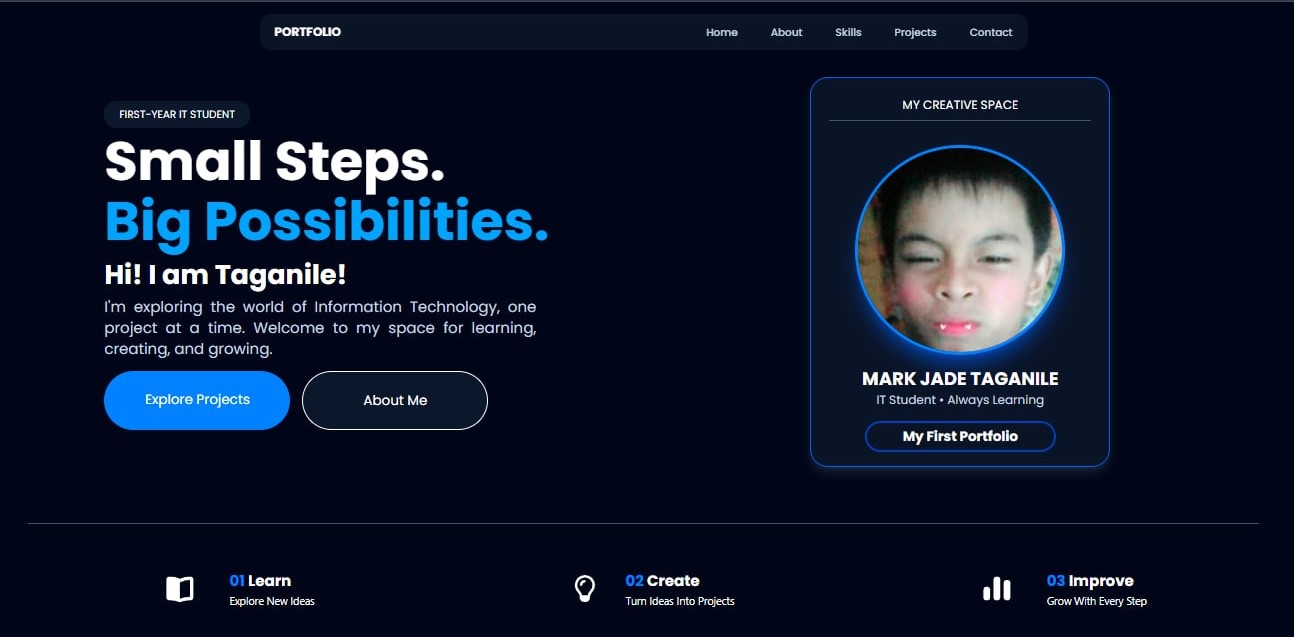 PORTFOLIO
Home About Skills Projects Contact
FIRST-YEAR IT STUDENT
Small Steps.
Big Possibilities.
Hi! I am Taganile!
I'm exploring the world of Information Technology, one
project at a time. Welcome to my space for learning,
creating, and growing.
Explore Projects
About Me
MY CREATIVE SPACE
MARK JADE TAGANILE
IT Student • Always Learning
My First Portfolio
01 Learn
Explore New Ideas
02 Create
Turn Ideas Into Projects
03 Improve
Grow With Every Step